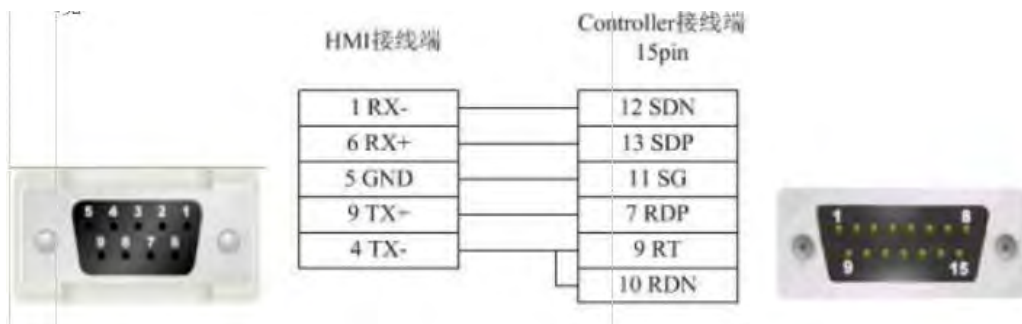 HMI接线端
Controller接线端
15pin
1 RX-
12 SDN
6 RX+
13 SDP
5 GND
11 SG
9 TX+
7 RDP
4 TX-
9 RT
10 RDN
5 4 3 2 1
9 6 7 8
1 8
9 15